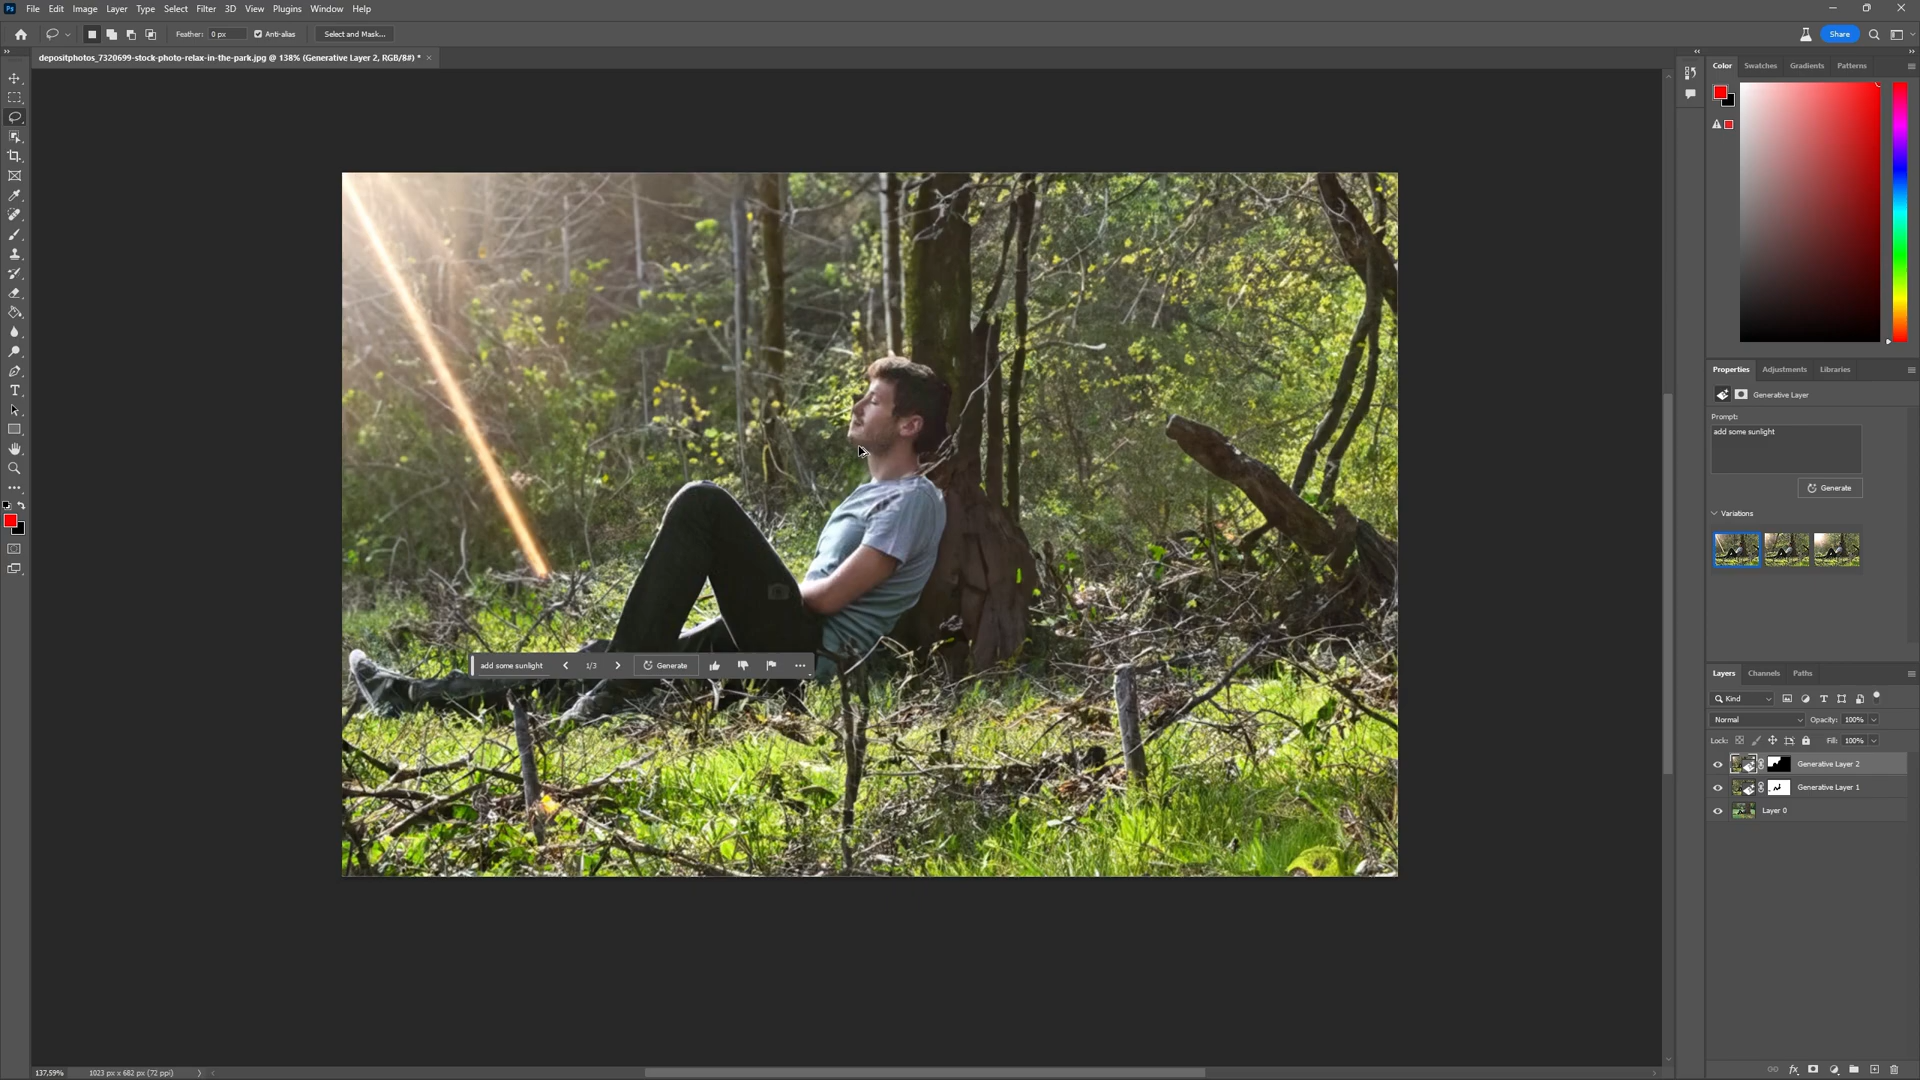 Ps File Edit Image Layer Type Select Filter 3D View Plugins Window Help
Feather: 0 px Anti-alias Select and Mask... Share
depositphotos_7320699-stock-photo-relax-in-the-park.jpg @ 138% (Generative Layer 2, RGB/8#) *
Color Swatches Gradients Patterns
Properties Adjustments Libraries
Generative Layer
Prompt:
add some sunlight
Generate
Variations
add some sunlight 1/3 Generate
Layers Channels Paths
Kind
Normal Opacity: 100%
Lock: Fill: 100%
Generative Layer 2
Generative Layer 1
Layer 0
137,59% 1023 px x 682 px (72 ppi)